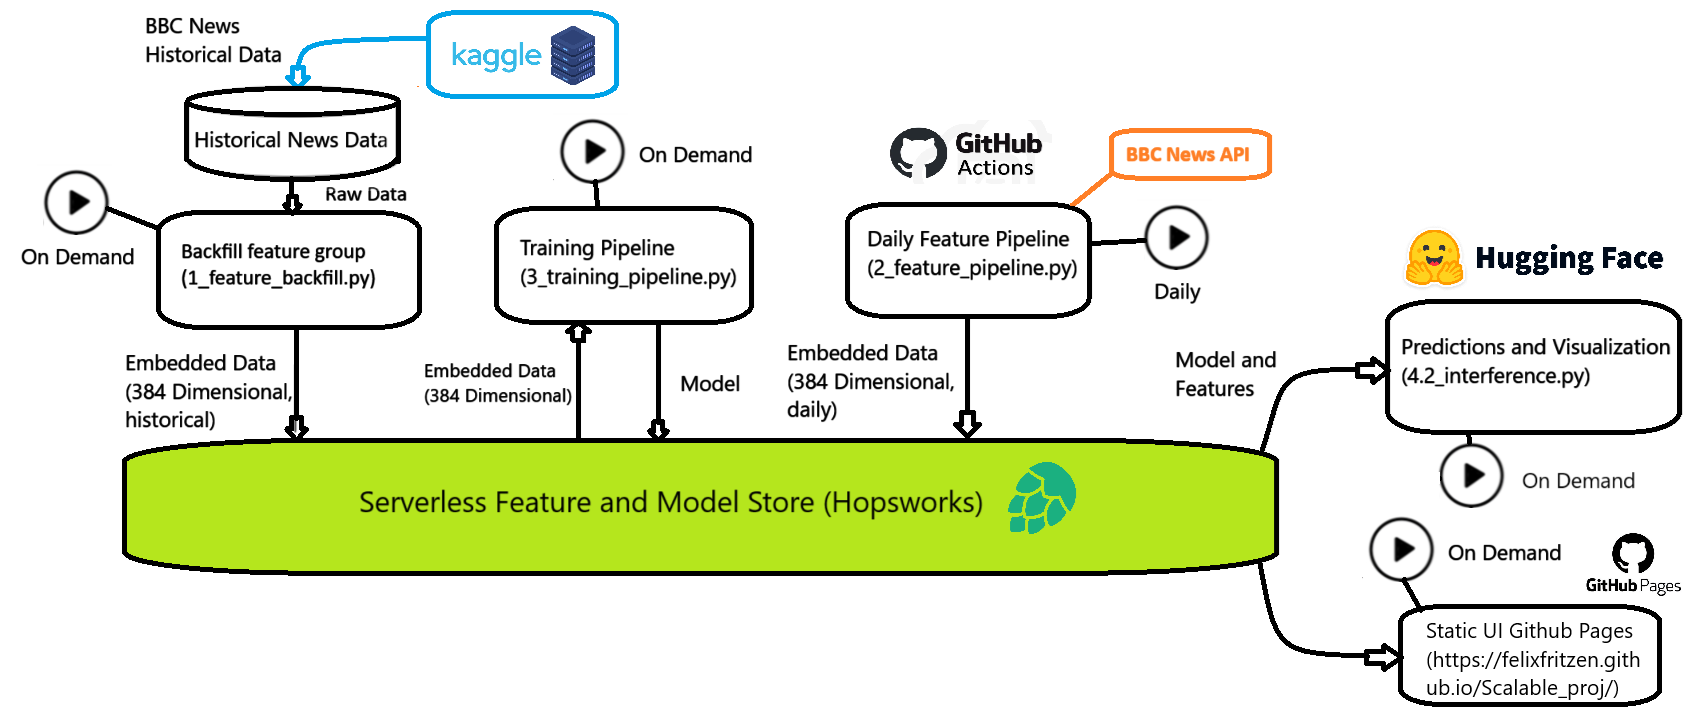 BBC News
Historical Data
kaggle
Historical News Data
Raw Data
On Demand
Backfill feature group
(1_feature_backfill.py)
Embedded Data
(384 Dimensional,
historical)
On Demand
Training Pipeline
(3_training_pipeline.py)
Embedded Data
(384 Dimensional)
Model
GitHub
Actions
BBC News API
Daily Feature Pipeline
(2_feature_pipeline.py)
Daily
Embedded Data
(384 Dimensional,
daily)
Serverless Feature and Model Store (Hopsworks)
Model and
Features
Hugging Face
Predictions and Visualization
(4.2_interference.py)
On Demand
On Demand
GitHub Pages
Static UI Github Pages
(https://felixfritzen.gith
ub.io/Scalable_proj/)